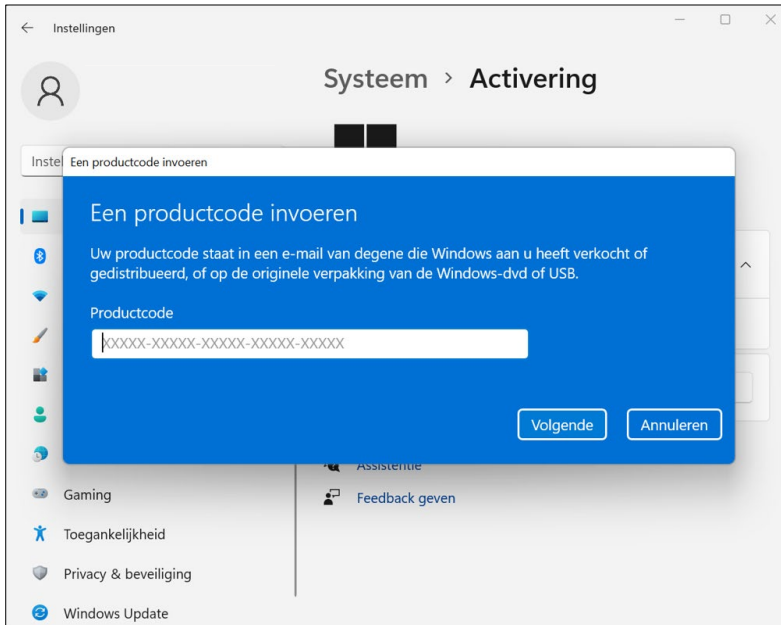 Instellingen
Systeem > Activering
Inste
Een productcode invoeren
Een productcode invoeren
Uw productcode staat in een e-mail van degene die Windows aan u heeft verkocht of
gedistribueerd, of op de originele verpakking van de Windows-dvd of USB.
Productcode
XXXXX-XXXXX-XXXXX-XXXXX-XXXXX
Volgende
Annuleren
Assistentie
Feedback geven
Gaming
Toegankelijkheid
Privacy & beveiliging
Windows Update